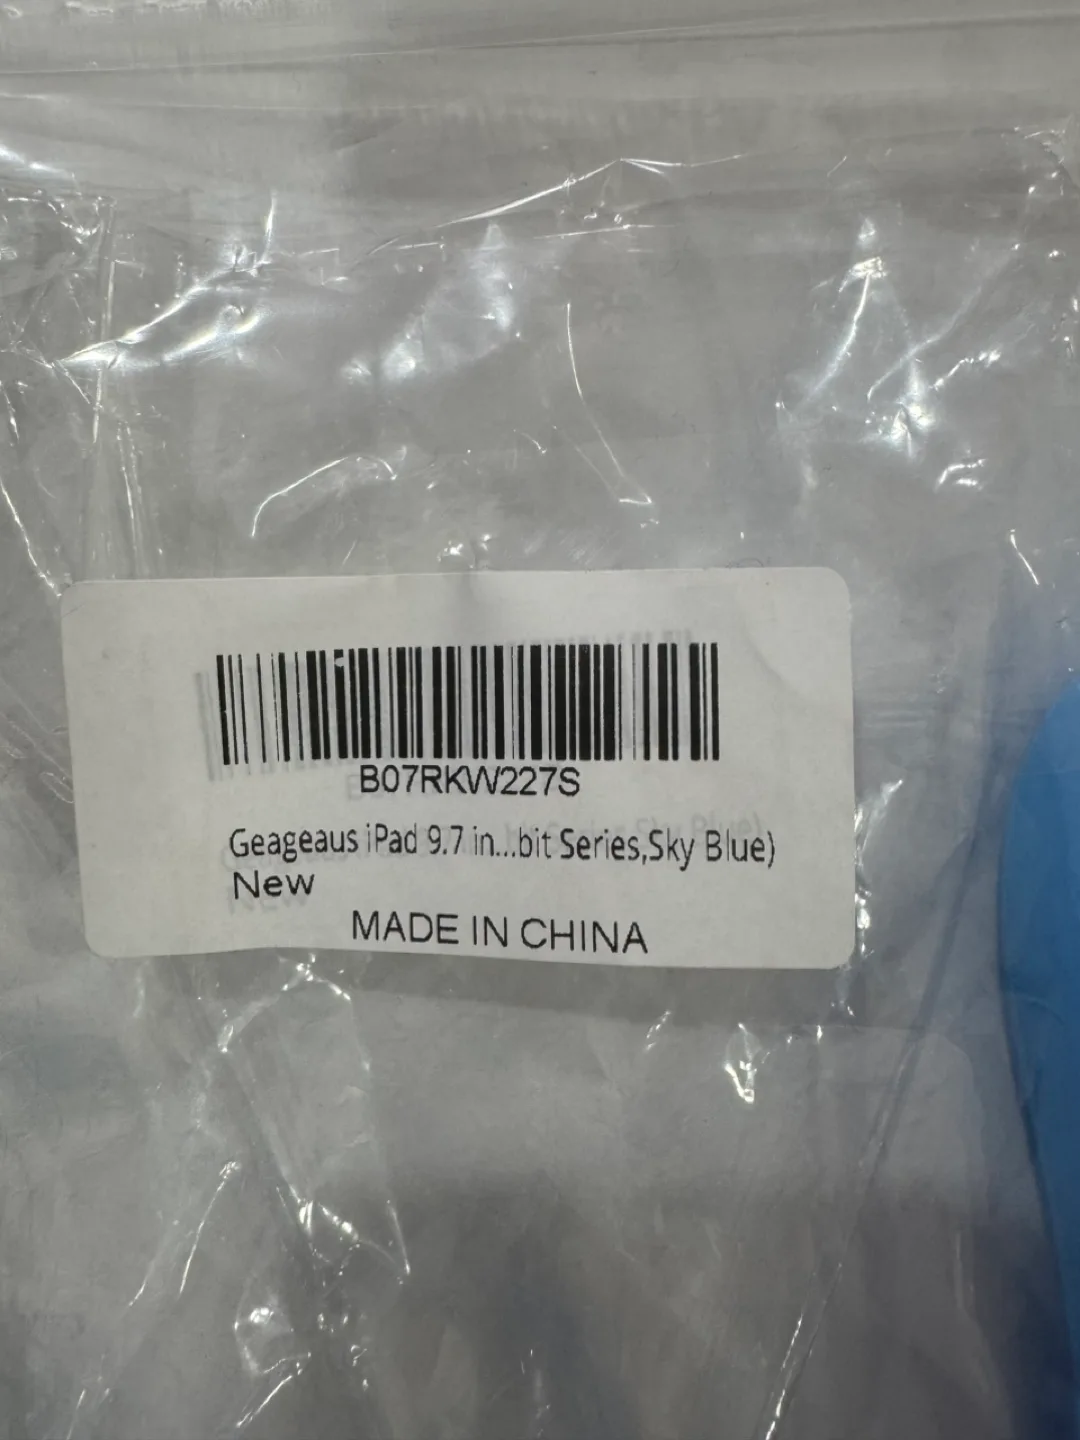 B07RKW227S
Geageaus iPad 9.7 in...bit Series,Sky Blue)
New
MADE IN CHINA